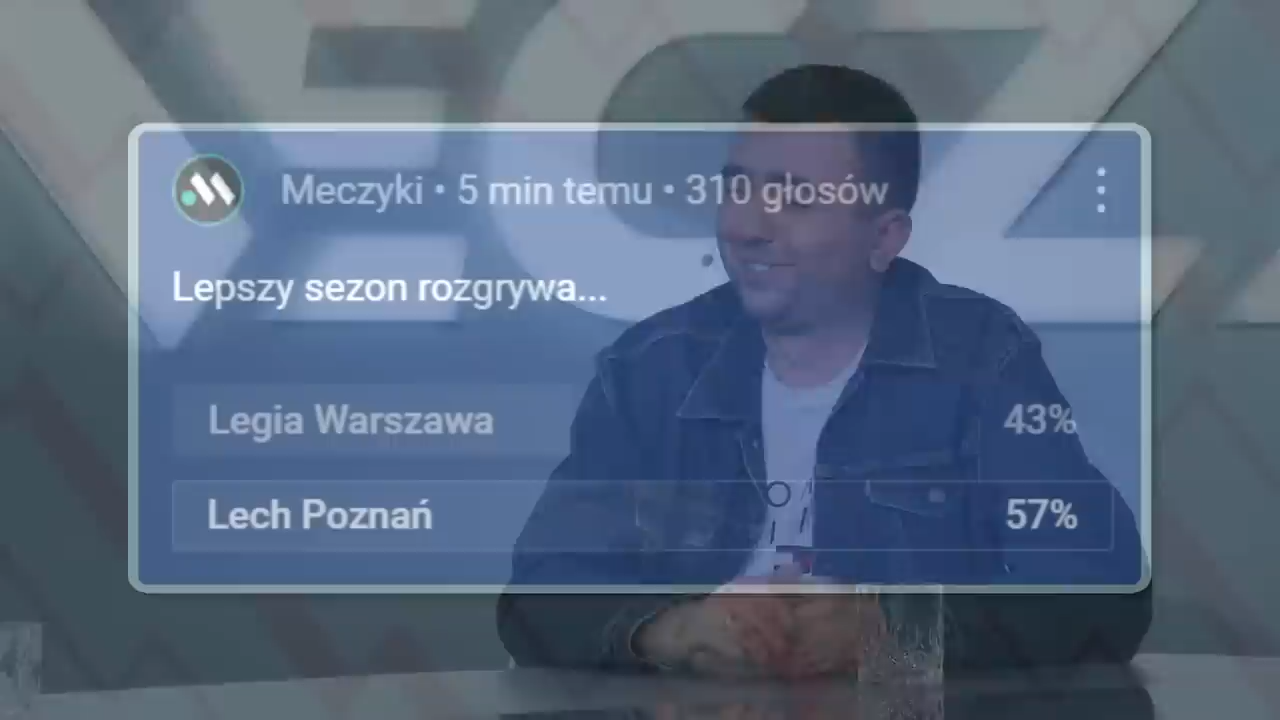 Meczyki • 5 min temu • 310 głosów
Lepszy sezon rozgrywa...
Legia Warszawa 43%
Lech Poznań 57%